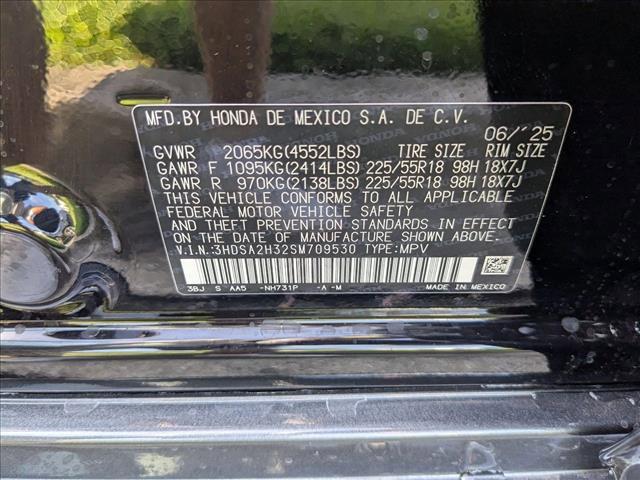 MFD.BY HONDA DE MEXICO S.A. DE C.V.
06/'25
GVWR 2065KG(4552LBS) TIRE SIZE RIM SIZE
GAWR F 1095KG(2414LBS) 225/55R18 98H 18X7J
GAWR R 970KG(2138LBS) 225/55R18 98H 18X7J
THIS VEHICLE CONFORMS TO ALL APPLICABLE
FEDERAL MOTOR VEHICLE SAFETY
AND THEFT PREVENTION STANDARDS IN EFFECT
ON THE DATE OF MANUFACTURE SHOWN ABOVE.
V.I.N.:3HDSA2H32SM709530 TYPE:MPV
3BJ S AA5 -NH731P -A-M MADE IN MEXICO